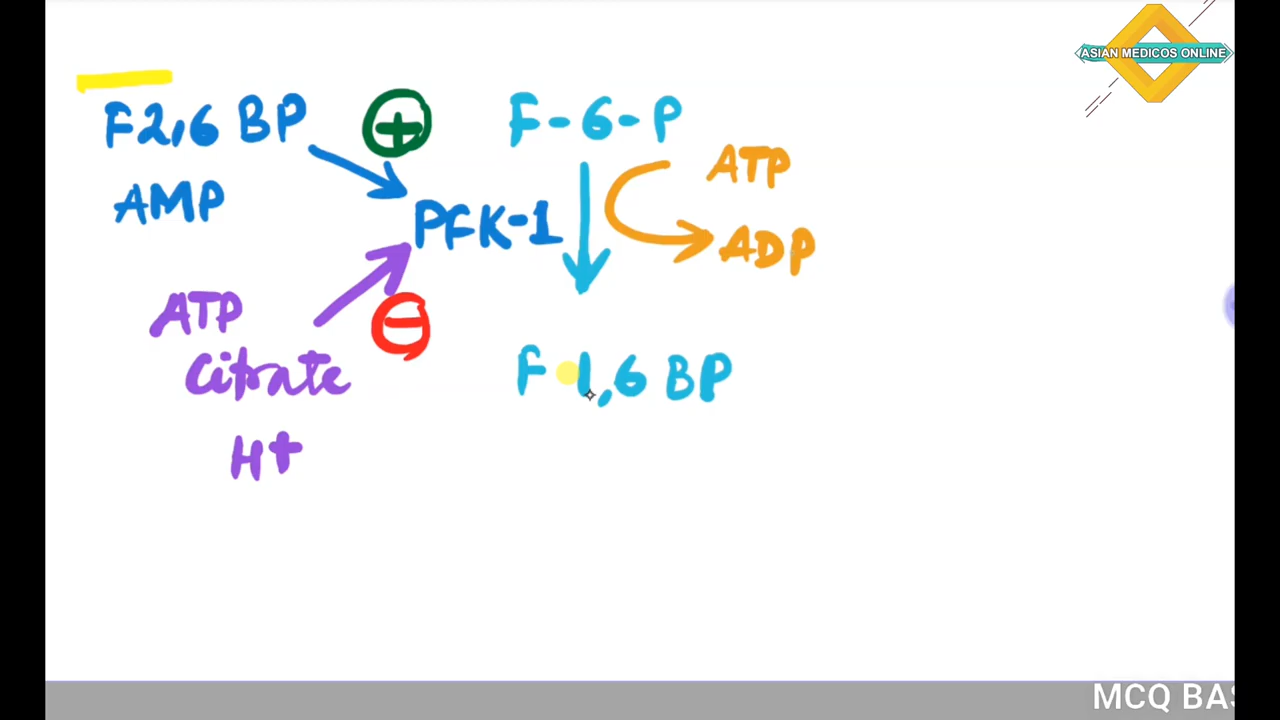 ASIAN MEDICOS ONLINE
F2,6 BP
+
F-6-P
AMP
PFK-1
ATP
ADP
ATP
-
Citrate
F 1,6 BP
H+
MCQ BAS